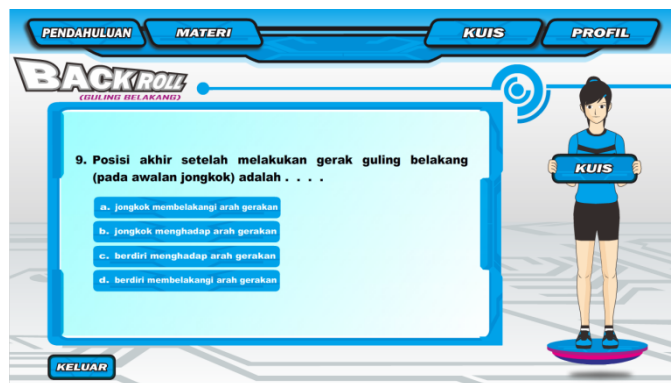 PENDAHULUAN MATERI KUIS PROFIL
BACK ROLL
(GULING BELAKANG)
9. Posisi akhir setelah melakukan gerak guling belakang
(pada awalan jongkok) adalah . . . .
KUIS
a. jongkok membelakangi arah gerakan
b. jongkok menghadap arah gerakan
c. berdiri menghadap arah gerakan
d. berdiri membelakangi arah gerakan
KELUAR